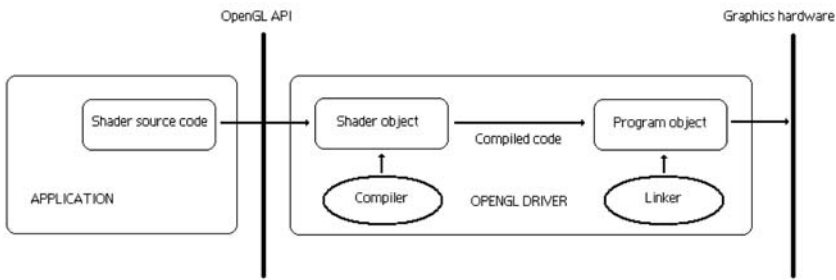 OpenGL API
Graphics hardware
Shader source code
Shader object
Compiled code
Program object
APPLICATION
Compiler
OPENGL DRIVER
Linker